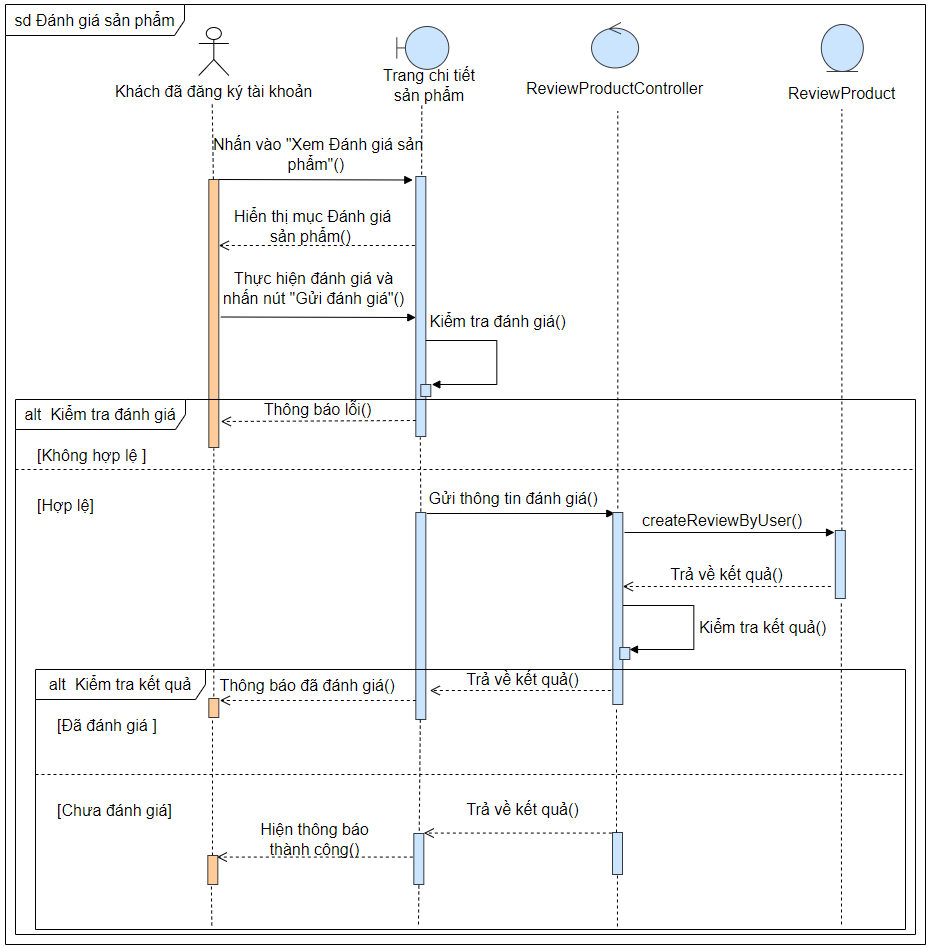 sd Đánh giá sản phẩm
Khách đã đăng ký tài khoản
Trang chi tiết
sản phẩm
ReviewProductController
ReviewProduct
Nhấn vào "Xem Đánh giá sản
phẩm"()
Hiển thị mục Đánh giá
sản phẩm()
Thực hiện đánh giá và
nhấn nút "Gửi đánh giá"()
Kiểm tra đánh giá()
alt Kiểm tra đánh giá
Thông báo lỗi()
[Không hợp lệ ]
[Hợp lệ]
Gửi thông tin đánh giá()
createReviewByUser()
Trả về kết quả()
Kiểm tra kết quả()
alt Kiểm tra kết quả
Thông báo đã đánh giá()
Trả về kết quả()
[Đã đánh giá ]
[Chưa đánh giá]
Trả về kết quả()
Hiện thông báo
thành công()